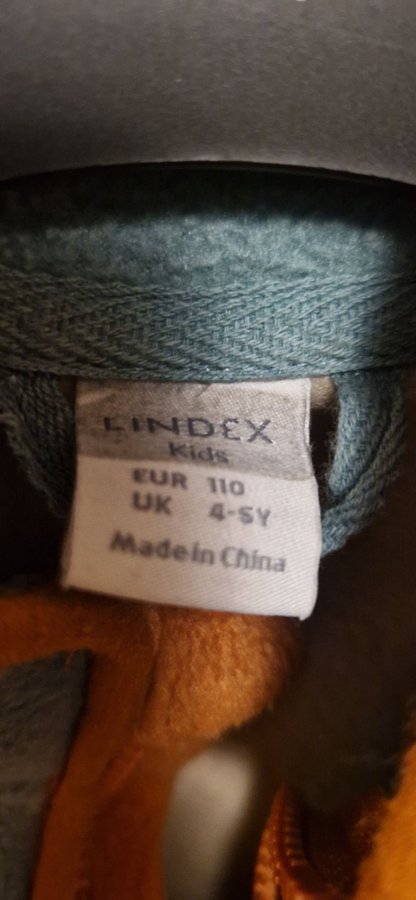 LINDEX
Kids
EUR 110
UK 4-5Y
Made in China